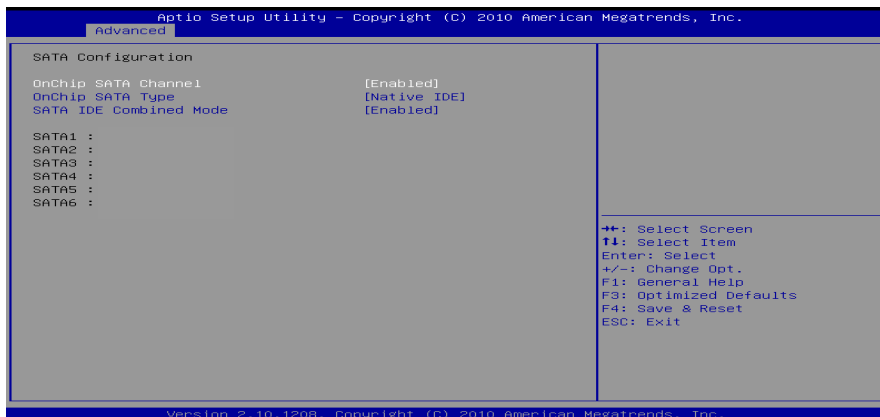 Aptio Setup Utility – Copyright (C) 2010 American Megatrends, Inc.
Advanced
SATA Configuration
OnChip SATA Channel [Enabled]
OnChip SATA Type [Native IDE]
SATA IDE Combined Mode [Enabled]
SATA1 :
SATA2 :
SATA3 :
SATA4 :
SATA5 :
SATA6 :
→←: Select Screen
↑↓: Select Item
Enter: Select
+/-: Change Opt.
F1: General Help
F3: Optimized Defaults
F4: Save & Reset
ESC: Exit
Version 2.10.1208. Copyright (C) 2010 American Megatrends, Inc.